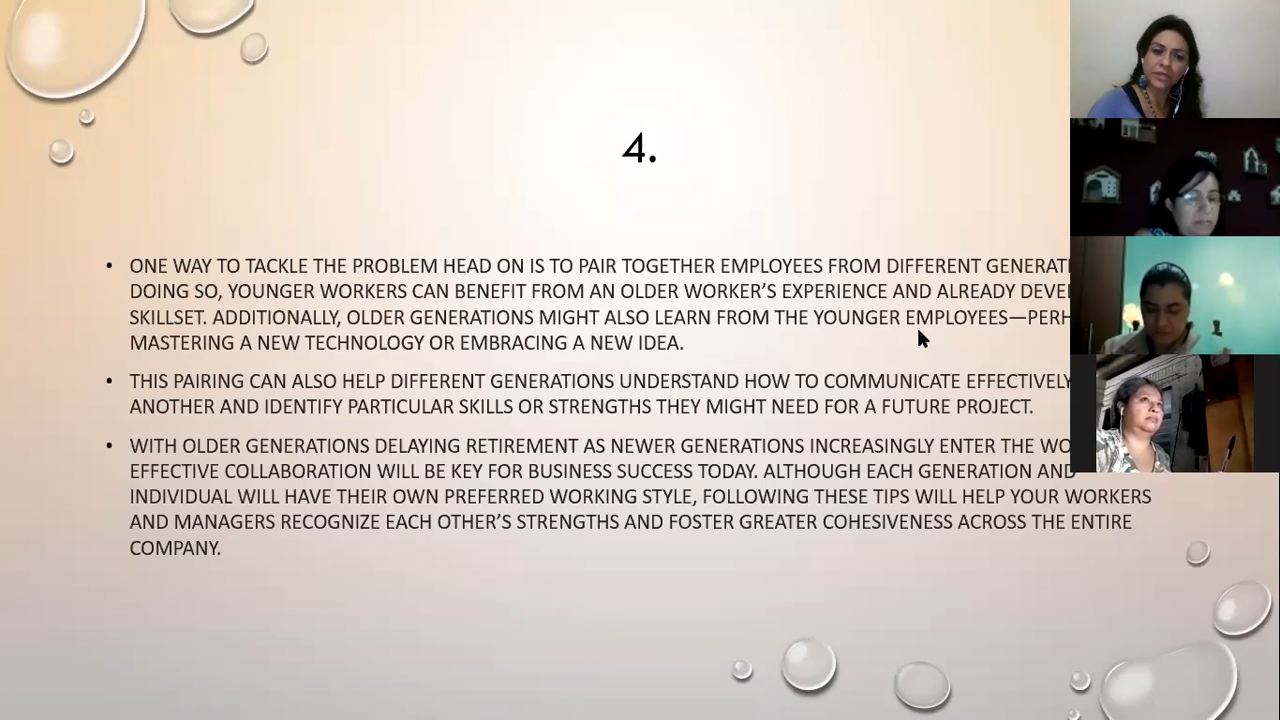 4.
• ONE WAY TO TACKLE THE PROBLEM HEAD ON IS TO PAIR TOGETHER EMPLOYEES FROM DIFFERENT
DOING SO, YOUNGER WORKERS CAN BENEFIT FROM AN OLDER WORKER'S EXPERIENCE AND ALREADY
SKILLSET. ADDITIONALLY, OLDER GENERATIONS MIGHT ALSO LEARN FROM THE YOUNGER EMPLOYEES—
MASTERING A NEW TECHNOLOGY OR EMBRACING A NEW IDEA.
• THIS PAIRING CAN ALSO HELP DIFFERENT GENERATIONS UNDERSTAND HOW TO COMMUNICATE EFFECTIVELY
ANOTHER AND IDENTIFY PARTICULAR SKILLS OR STRENGTHS THEY MIGHT NEED FOR A FUTURE PROJECT.
• WITH OLDER GENERATIONS DELAYING RETIREMENT AS NEWER GENERATIONS INCREASINGLY ENTER THE
EFFECTIVE COLLABORATION WILL BE KEY FOR BUSINESS SUCCESS TODAY. ALTHOUGH EACH GENERATION AND
INDIVIDUAL WILL HAVE THEIR OWN PREFERRED WORKING STYLE, FOLLOWING THESE TIPS WILL HELP YOUR WORKERS
AND MANAGERS RECOGNIZE EACH OTHER'S STRENGTHS AND FOSTER GREATER COHESIVENESS ACROSS THE ENTIRE
COMPANY.